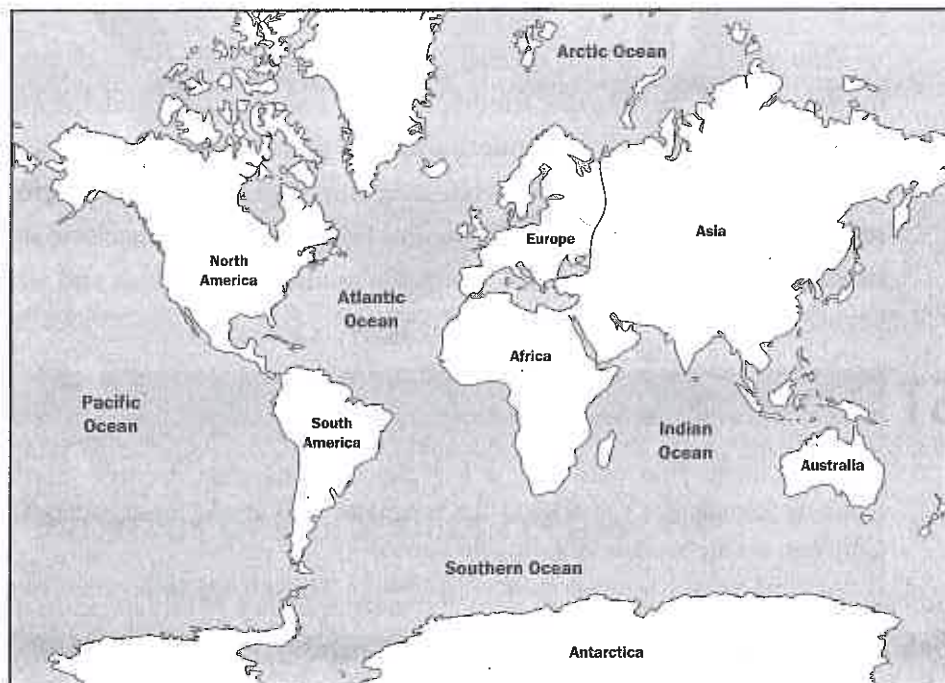 Arctic Ocean
North
America
Europe
Asia
Atlantic
Ocean
Africa
Pacific
Ocean
South
America
Indian
Ocean
Australia
Southern Ocean
Antarctica